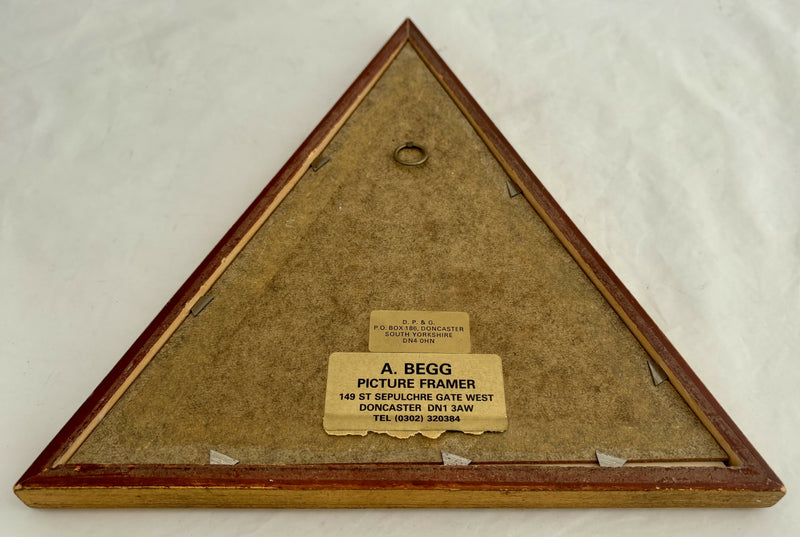 D. P. & G.
P.O. BOX 186, DONCASTER
SOUTH YORKSHIRE
DN4 0HN
A. BEGG
PICTURE FRAMER
149 ST SEPULCHRE GATE WEST
DONCASTER DN1 3AW
TEL (0302) 320384